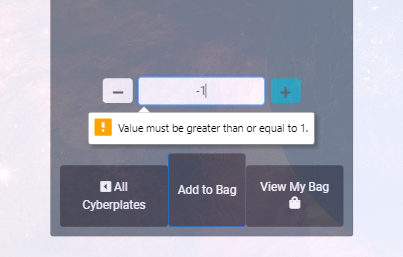 − -1 +
Value must be greater than or equal to 1.
All
Cyberplates
Add to Bag
View My Bag